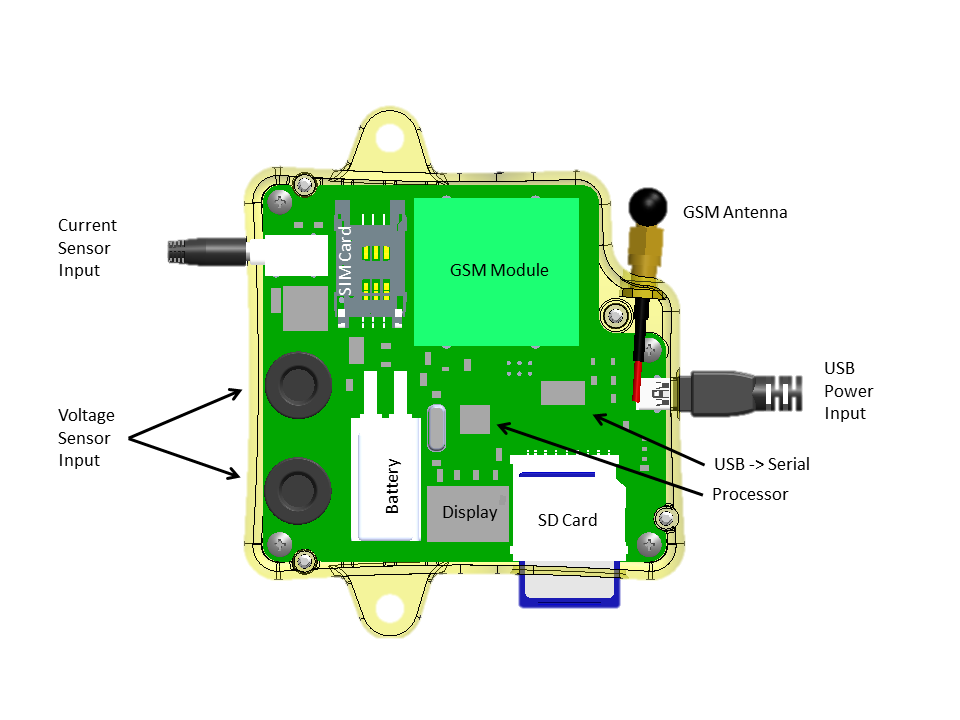 GSM Antenna
Current
Sensor
Input
SIM Card
GSM Module
USB
Power
Input
Voltage
Sensor
Input
Battery
USB -> Serial
Processor
Display
SD Card